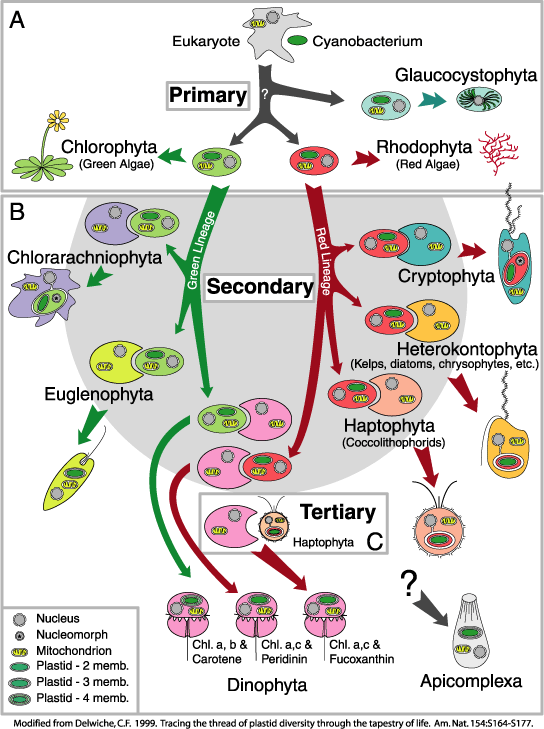 A
Eukaryote
Cyanobacterium
?
Primary
Glaucocystophyta
Chlorophyta
(Green Algae)
Rhodophyta
(Red Algae)
B
Green LIneage
Red Lineage
Chlorarachniophyta
Secondary
Cryptophyta
Heterokontophyta
(Kelps, diatoms, chrysophytes, etc.)
Euglenophyta
Haptophyta
(Coccolithophorids)
Tertiary
Haptophyta
C
?
Nucleus
Nucleomorph
Mitochondrion
Plastid - 2 memb.
Plastid - 3 memb.
Plastid - 4 memb.
Chl. a, b &
Carotene
Chl. a,c &
Peridinin
Chl. a,c &
Fucoxanthin
Dinophyta
Apicomplexa
Modified from Delwiche, C.F. 1999. Tracing the thread of plastid diversity through the tapestry of life. Am. Nat. 154:S164-S177.